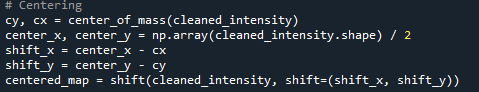 # Centering
cy, cx = center_of_mass(cleaned_intensity)
center_x, center_y = np.array(cleaned_intensity.shape) / 2
shift_x = center_x - cx
shift_y = center_y - cy
centered_map = shift(cleaned_intensity, shift=(shift_x, shift_y))